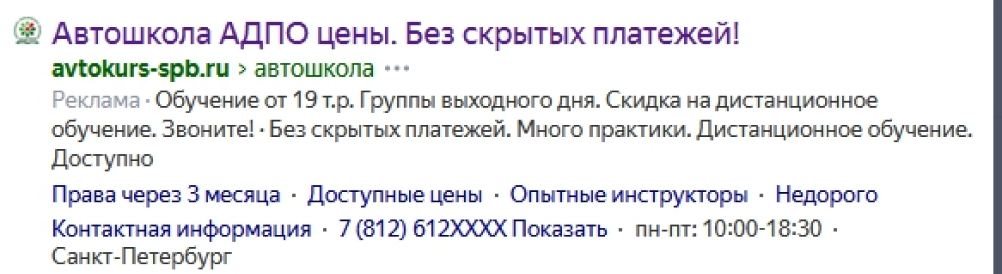 Автошкола АДПО цены. Без скрытых платежей!
avtokurs-spb.ru › автошкола •••
Реклама · Обучение от 19 т.р. Группы выходного дня. Скидка на дистанционное
обучение. Звоните! · Без скрытых платежей. Много практики. Дистанционное обучение.
Доступно
Права через 3 месяца · Доступные цены · Опытные инструкторы · Недорого
Контактная информация · 7 (812) 612XXXX Показать · пн-пт: 10:00-18:30 ·
Санкт-Петербург